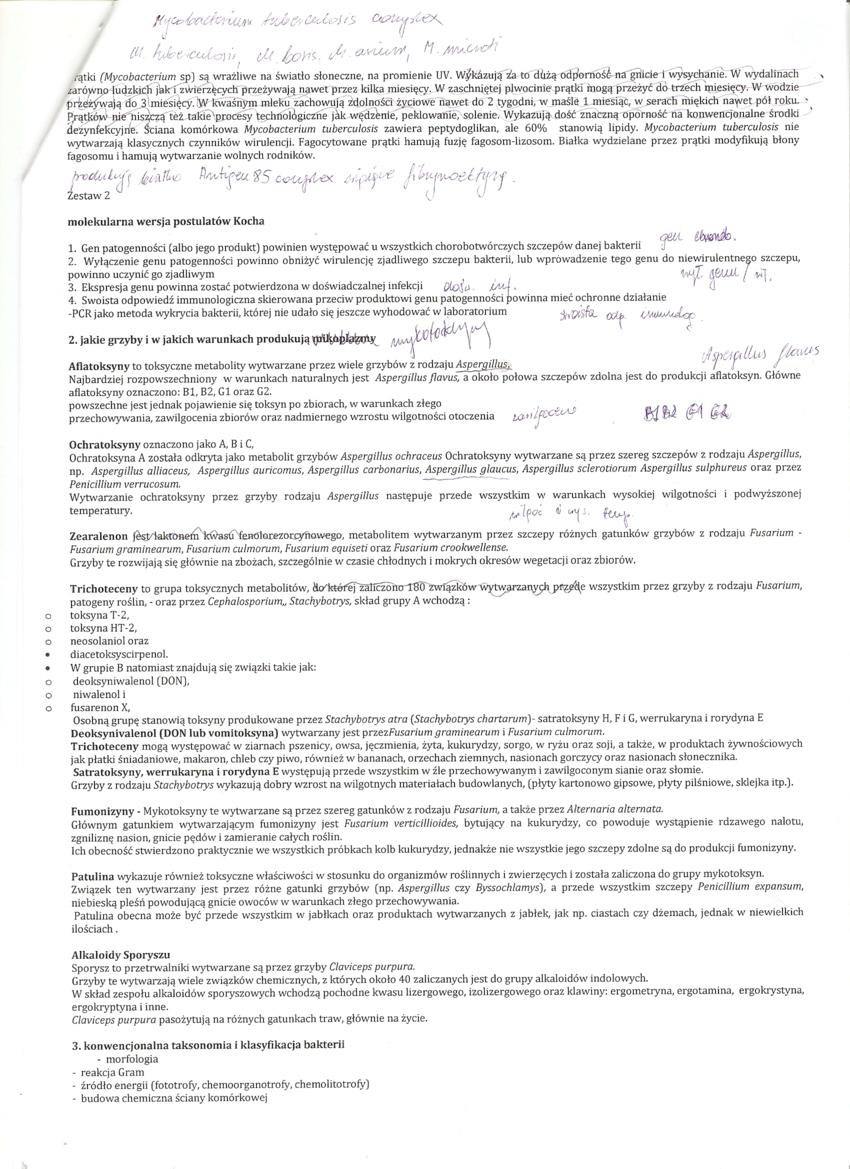 Mycobacterium tuberculosis complex
M. tuberculosis, M. bovis, M. avium, M. microti
rątki (Mycobacterium sp) są wrażliwe na światło słoneczne, na promienie UV. Wykazują za to dużą odporność na gnicie i wysychanie. W wydalinach
zarówno ludzkich jak i zwierzęcych przeżywają nawet przez kilka miesięcy. W zaschniętej plwocinie prątki mogą przeżyć do trzech miesięcy. W wodzie
przeżywają do 3 miesięcy. W kwaśnym mleku zachowują zdolności życiowe nawet do 2 tygodni, w maśle 1 miesiąc, w serach miękich nawet pół roku.
Prątków nie niszczą też takie procesy technologiczne jak wędzenie, peklowanie, solenie. Wykazują dość znaczną oporność na konwencjonalne środki
dezynfekcyjne. Ściana komórkowa Mycobacterium tuberculosis zawiera peptydoglikan, ale 60% stanowią lipidy. Mycobacterium tuberculosis nie
wytwarzają klasycznych czynników wirulencji. Fagocytowane prątki hamują fuzję fagosom-lizosom. Białka wydzielane przez prątki modyfikują błony
fagosomu i hamują wytwarzanie wolnych rodników.
produkują białko Antigen 85 complex wiążące fibrynoektynę.
Zestaw 2
molekularna wersja postulatów Kocha
1. Gen patogenności (albo jego produkt) powinien występować u wszystkich chorobotwórczych szczepów danej bakterii gen
2. Wyłączenie genu patogenności powinno obniżyć wirulencję zjadliwego szczepu bakterii, lub wprowadzenie tego genu do niewirulentnego szczepu,
powinno uczynić go zjadliwym wył. genu /
3. Ekspresja genu powinna zostać potwierdzona w doświadczalnej infekcji dośw. inf.
4. Swoista odpowiedź immunologiczna skierowana przeciw produktowi genu patogenności powinna mieć ochronne działanie
-PCR jako metoda wykrycia bakterii, której nie udało się jeszcze wyhodować w laboratorium swoista odp. immunolog.
2. jakie grzyby i w jakich warunkach produkują mikoplazmy mykotoksyny
Aspergillus flavus
Aflatoksyny to toksyczne metabolity wytwarzane przez wiele grzybów z rodzaju Aspergillus,
Najbardziej rozpowszechniony w warunkach naturalnych jest Aspergillus flavus, a około połowa szczepów zdolna jest do produkcji aflatoksyn. Główne
aflatoksyny oznaczono: B1, B2, G1 oraz G2.
powszechne jest jednak pojawienie się toksyn po zbiorach, w warunkach złego
przechowywania, zawilgocenia zbiorów oraz nadmiernego wzrostu wilgotności otoczenia B1 B2 G1 G2
Ochratoksyny oznaczono jako A, B i C,
Ochratoksyna A została odkryta jako metabolit grzybów Aspergillus ochraceus Ochratoksyny wytwarzane są przez szereg szczepów z rodzaju Aspergillus,
np. Aspergillus alliaceus, Aspergillus auricomus, Aspergillus carbonarius, Aspergillus glaucus, Aspergillus sclerotiorum Aspergillus sulphureus oraz przez
Penicillium verrucosum.
Wytwarzanie ochratoksyny przez grzyby rodzaju Aspergillus następuje przede wszystkim w warunkach wysokiej wilgotności i podwyższonej
temperatury. wilgoć i wys. temp.
Zearalenon jest laktonem kwasu fenolorezorcynowego, metabolitem wytwarzanym przez szczepy różnych gatunków grzybów z rodzaju Fusarium -
Fusarium graminearum, Fusarium culmorum, Fusarium equiseti oraz Fusarium crookwellense.
Grzyby te rozwijają się głównie na zbożach, szczególnie w czasie chłodnych i mokrych okresów wegetacji oraz zbiorów.
Trichoteceny to grupa toksycznych metabolitów, do której zaliczono 180 związków wytwarzanych przede wszystkim przez grzyby z rodzaju Fusarium,
patogeny roślin, - oraz przez Cephalosporium,, Stachybotrys, skład grupy A wchodzą :
o toksyna T-2,
o toksyna HT-2,
o neosolaniol oraz
• diacetoksyscirpenol.
• W grupie B natomiast znajdują się związki takie jak:
o deoksyniwalenol (DON),
o niwalenol i
o fusarenon X,
Osobną grupę stanowią toksyny produkowane przez Stachybotrys atra (Stachybotrys chartarum)- satratoksyny H, F i G, werrukaryna i rorydyna E
Deoksynivalenol (DON lub vomitoksyna) wytwarzany jest przezFusarium graminearum i Fusarium culmorum.
Trichoteceny mogą występować w ziarnach pszenicy, owsa, jęczmienia, żyta, kukurydzy, sorgo, w ryżu oraz soji, a także, w produktach żywnościowych
jak płatki śniadaniowe, makaron, chleb czy piwo, również w bananach, orzechach ziemnych, nasionach gorczycy oraz nasionach słonecznika.
Satratoksyny, werrukaryna i rorydyna E występują przede wszystkim w źle przechowywanym i zawilgoconym sianie oraz słomie.
Grzyby z rodzaju Stachybotrys wykazują dobry wzrost na wilgotnych materiałach budowlanych, (płyty kartonowo gipsowe, płyty pilśniowe, sklejka itp.).
Fumonizyny - Mykotoksyny te wytwarzane są przez szereg gatunków z rodzaju Fusarium, a także przez Alternaria alternata.
Głównym gatunkiem wytwarzającym fumonizyny jest Fusarium verticillioides, bytujący na kukurydzy, co powoduje wystąpienie rdzawego nalotu,
zgniliznę nasion, gnicie pędów i zamieranie całych roślin.
Ich obecność stwierdzono praktycznie we wszystkich próbkach kolb kukurydzy, jednakże nie wszystkie jego szczepy zdolne są do produkcji fumonizyny.
Patulina wykazuje również toksyczne właściwości w stosunku do organizmów roślinnych i zwierzęcych i została zaliczona do grupy mykotoksyn.
Związek ten wytwarzany jest przez różne gatunki grzyby (np. Aspergillus czy Byssochlamys), a przede wszystkim szczepy Penicillium expansum,
niebieską pleśń powodującą gnicie owoców w warunkach złego przechowywania.
Patulina obecna może być przede wszystkim w jabłkach oraz produktach wytwarzanych z jabłek, jak np. ciastach czy dżemach, jednak w niewielkich
ilościach .
Alkaloidy Sporyszu
Sporysz to przetrwalniki wytwarzane są przez grzyby Claviceps purpura.
Grzyby te wytwarzają wiele związków chemicznych, z których około 40 zaliczanych jest do grupy alkaloidów indolowych.
W skład zespołu alkaloidów sporyszowych wchodzą pochodne kwasu lizergowego, izolizergowego oraz klawiny: ergometryna, ergotamina, ergokrystyna,
ergokryptyna i inne.
Claviceps purpura pasożytują na różnych gatunkach traw, głównie na życie.
3. konwencjonalna taksonomia i klasyfikacja bakterii
- morfologia
- reakcja Gram
- źródło energii (fototrofy, chemoorganotrofy, chemolitotrofy)
- budowa chemiczna ściany komórkowej